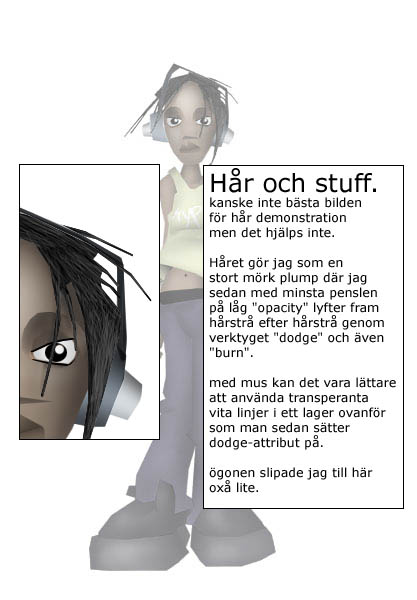 Hår och stuff.
kanske inte bästa bilden
för hår demonstration
men det hjälps inte.
Håret gör jag som en
stort mörk plump där jag
sedan med minsta penslen
på låg "opacity" lyfter fram
hårstrå efter hårstrå genom
verktyget "dodge" och även
"burn".
med mus kan det vara lättare
att använda transperanta
vita linjer i ett lager ovanför
som man sedan sätter
dodge-attribut på.
ögonen slipade jag till här
oxå lite.